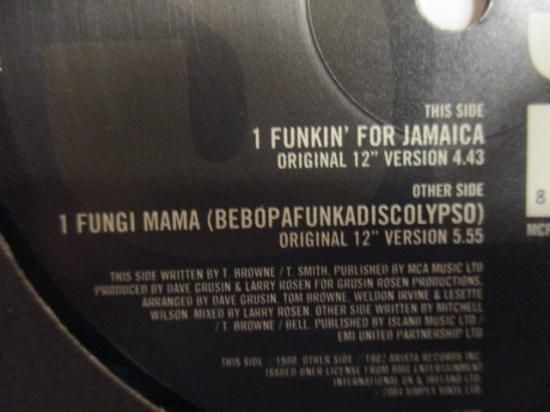 THIS SIDE
1 FUNKIN' FOR JAMAICA
ORIGINAL 12" VERSION 4.43
OTHER SIDE
1 FUNGI MAMA (BEBOPAFUNKADISCOLYPSO)
ORIGINAL 12" VERSION 5.55
THIS SIDE WRITTEN BY T. BROWNE / T. SMITH, PUBLISHED BY MCA MUSIC LTD
PRODUCED BY DAVE GRUSIN & LARRY ROSEN FOR GRUSIN ROSEN PRODUCTIONS.
ARRANGED BY DAVE GRUSIN, TOM BROWNE, WELDON IRVINE & LESETTE
WILSON. MIXED BY LARRY ROSEN. OTHER SIDE WRITTEN BY MITCHELL
/ T. BROWNE / BELL. PUBLISHED BY ISLAND MUSIC LTD /
EMI UNITED PARTNERSHIP LTD
THIS SIDE 1980. OTHER SIDE ARISTA RECORDS INC
ISSUED UNER LICENSE FROM BMG ENTERTAINMENT
INTERNATIONAL UK & IRELAND LTD.
2004 SIMPLY VINYL LTD
8